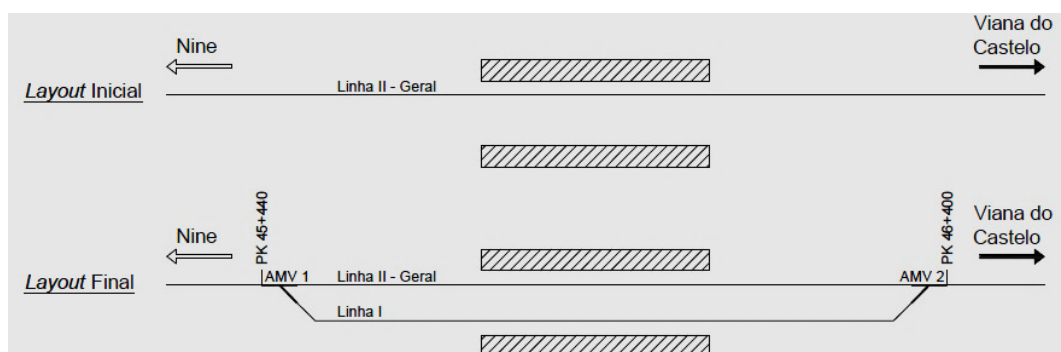 Nine
Viana do
Castelo
Layout Inicial
Linha II - Geral
PK 45+440
PK 46+400
Nine
Viana do
Castelo
Layout Final
AMV 1
Linha II - Geral
AMV 2
Linha I